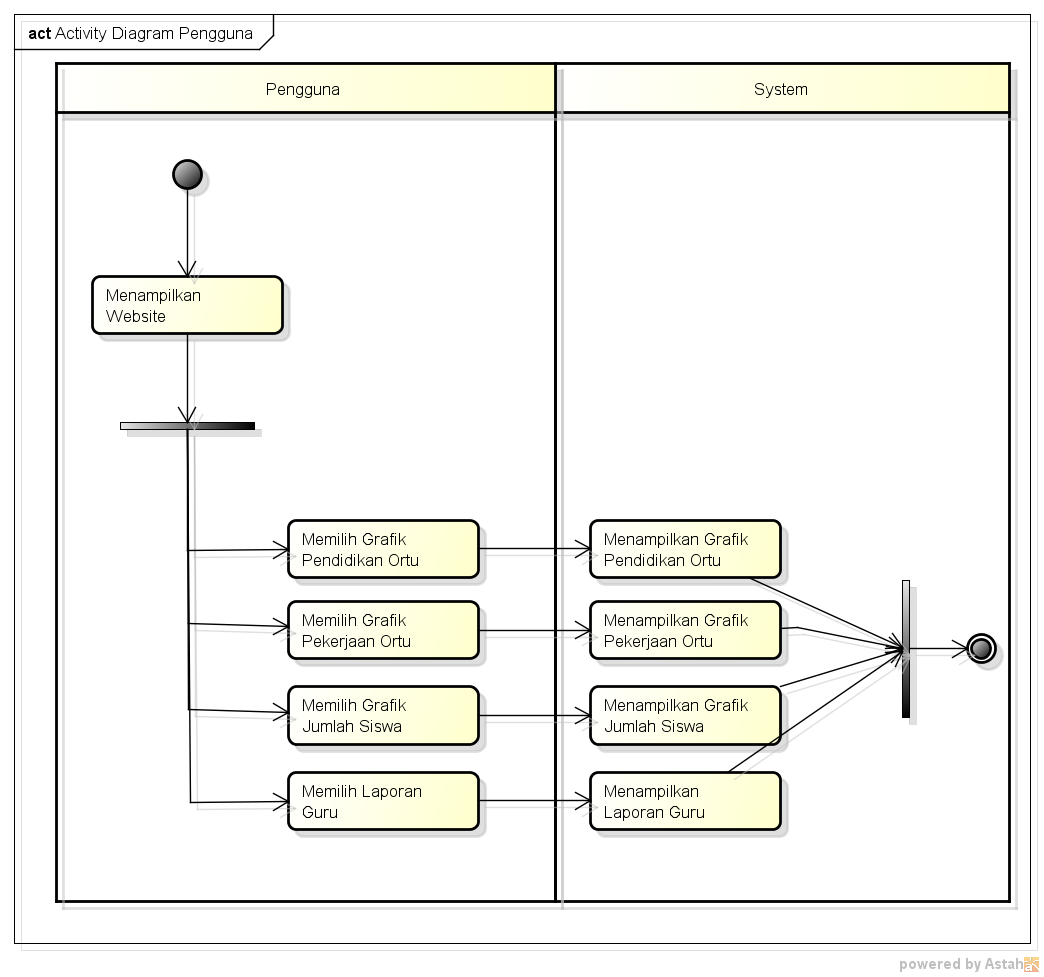 act Activity Diagram Pengguna
Pengguna
System
Menampilkan
Website
Memilih Grafik
Pendidikan Ortu
Menampilkan Grafik
Pendidikan Ortu
Memilih Grafik
Pekerjaan Ortu
Menampilkan Grafik
Pekerjaan Ortu
Memilih Grafik
Jumlah Siswa
Menampilkan Grafik
Jumlah Siswa
Memilih Laporan
Guru
Menampilkan
Laporan Guru
powered by Astah